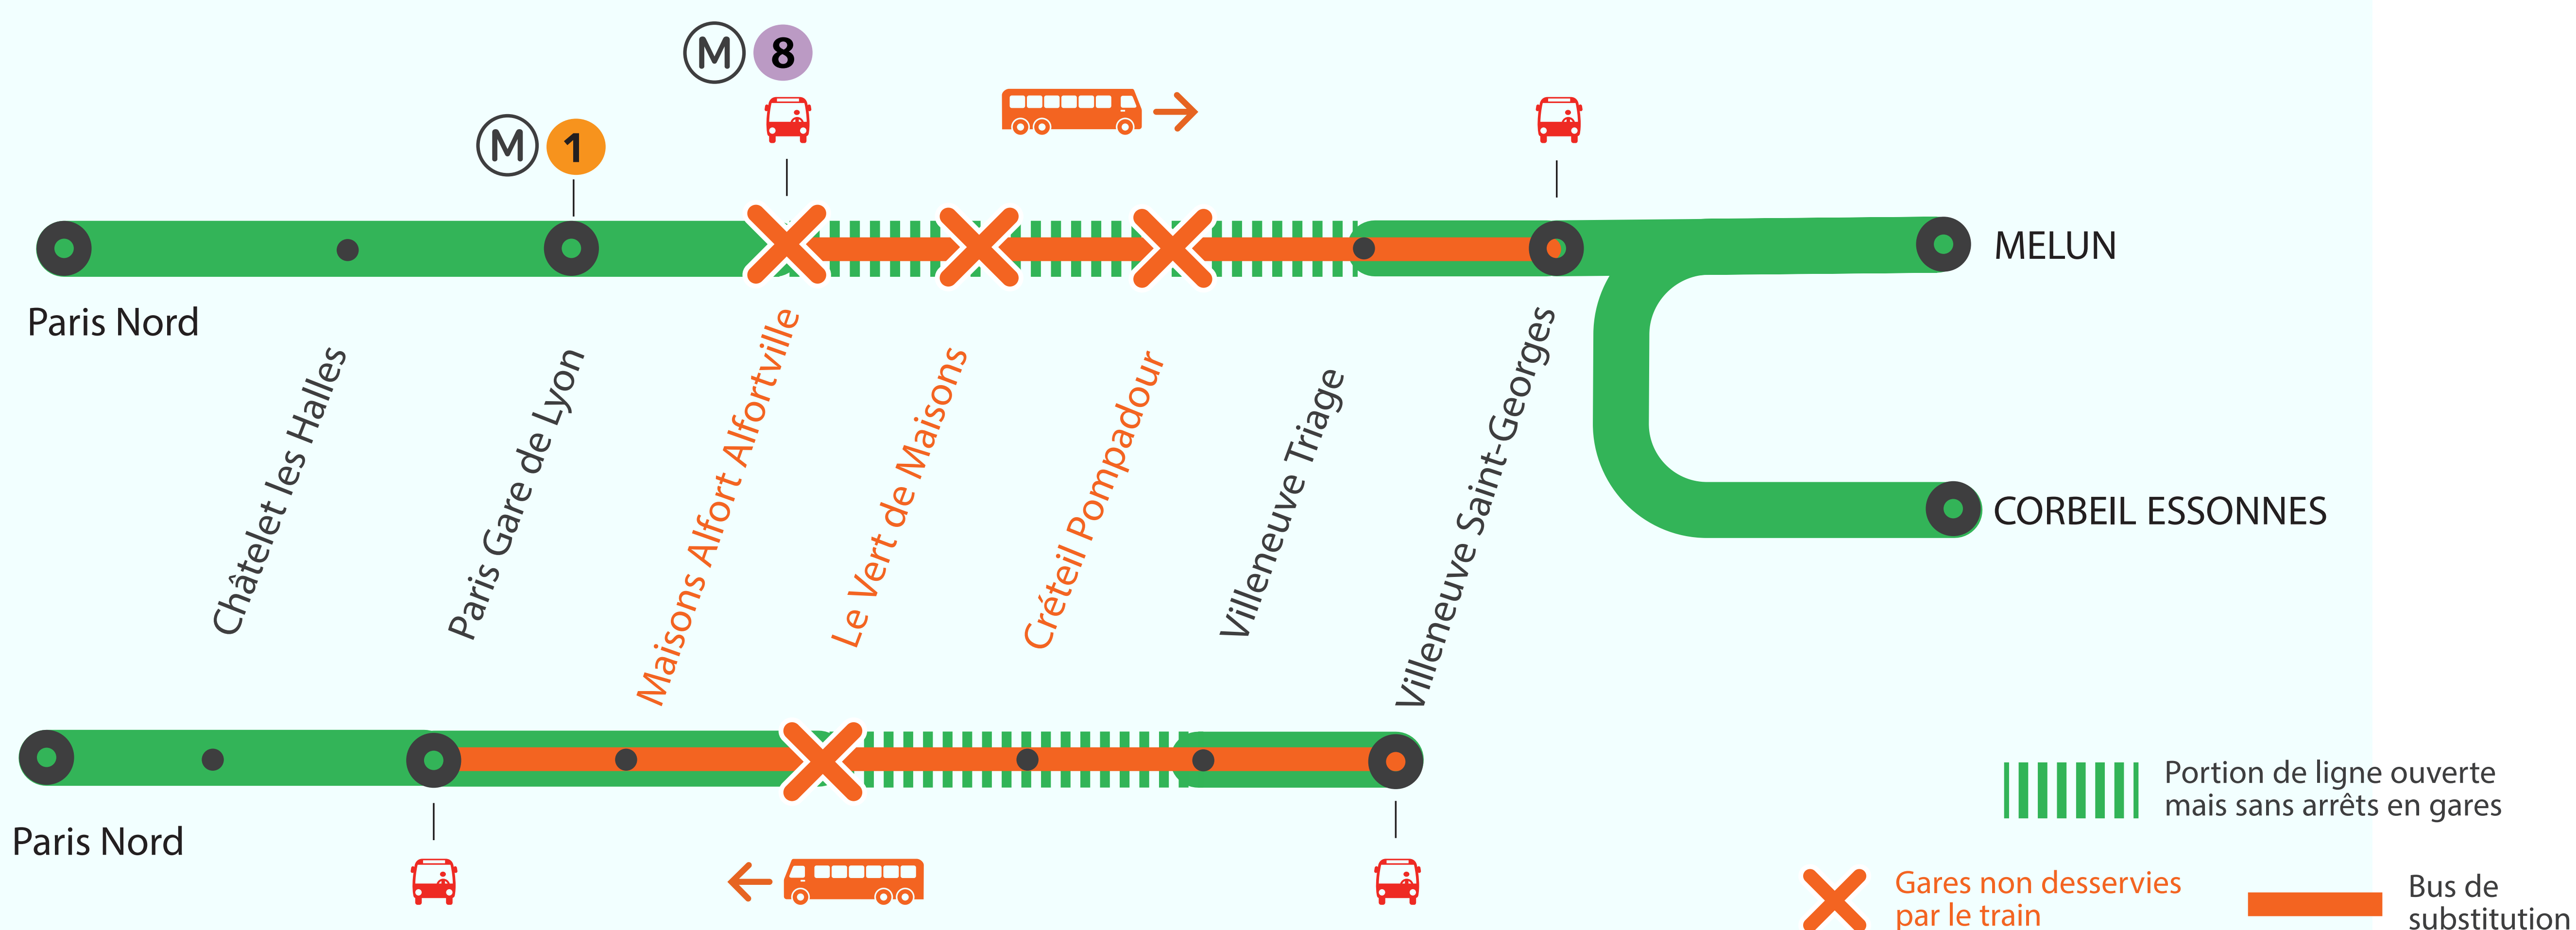 M 8
M 1
MELUN
Paris Nord
Châtelet les Halles
Paris Gare de Lyon
Maisons Alfort Alfortville
Le Vert de Maisons
Créteil Pompadour
Villeneuve Triage
Villeneuve Saint-Georges
CORBEIL ESSONNES
Paris Nord
Portion de ligne ouverte
mais sans arrêts en gares
Gares non desservies
par le train
Bus de
substitution